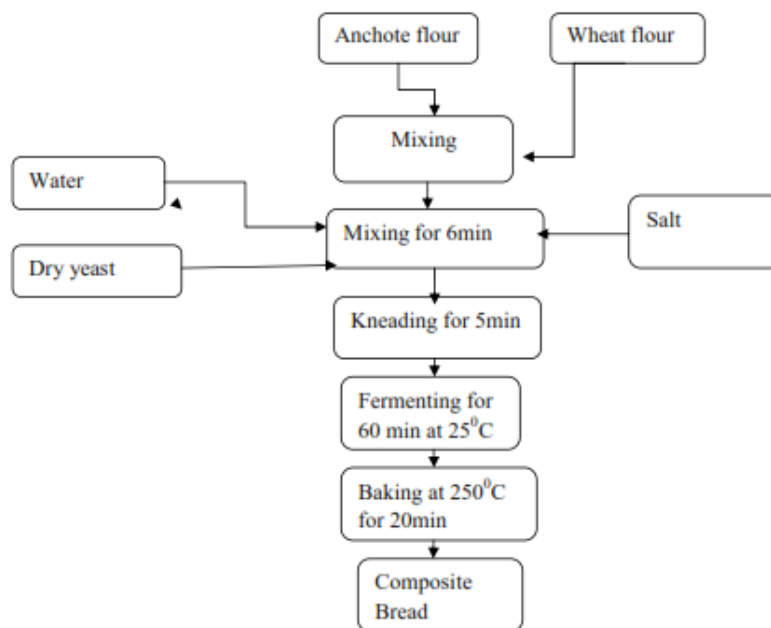 Anchote flour
Wheat flour
Mixing
Water
Mixing for 6min
Salt
Dry yeast
Kneading for 5min
Fermenting for
60 min at 25⁰C
Baking at 250⁰C
for 20min
Composite
Bread